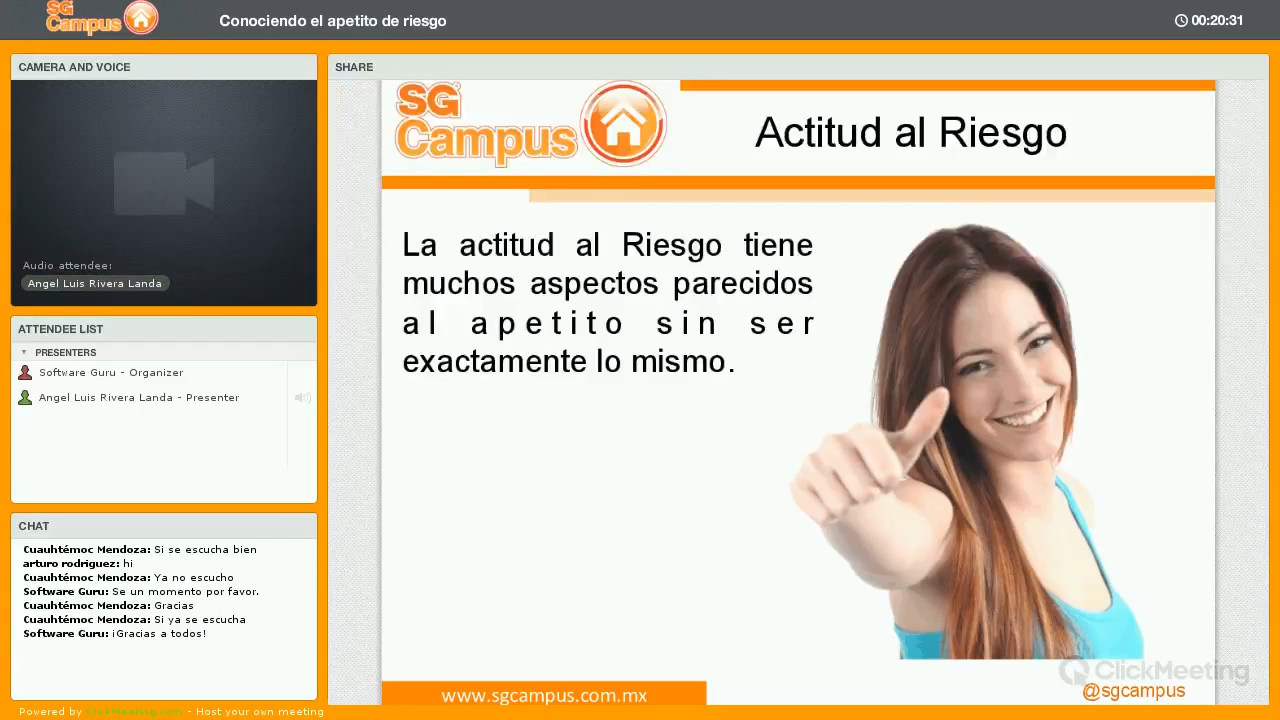 SG
Campus
Conociendo el apetito de riesgo
00:20:31
CAMERA AND VOICE
Audio attendee:
Angel Luis Rivera Landa
ATTENDEE LIST
PRESENTERS
Software Guru - Organizer
Angel Luis Rivera Landa - Presenter
CHAT
Cuauhtémoc Mendoza: Si se escucha bien
arturo rodriguez: hi
Cuauhtémoc Mendoza: Ya no escucho
Software Guru: Se un momento por favor.
Cuauhtémoc Mendoza: Gracias
Cuauhtémoc Mendoza: Si ya se escucha
Software Guru: ¡Gracias a todos!
Powered by ClickMeeting.com - Host your own meeting
SHARE
SG
Campus
Actitud al Riesgo
La actitud al Riesgo tiene
muchos aspectos parecidos
al apetito sin ser
exactamente lo mismo.
www.sgcampus.com.mx
ClickMeeting
@sgcampus